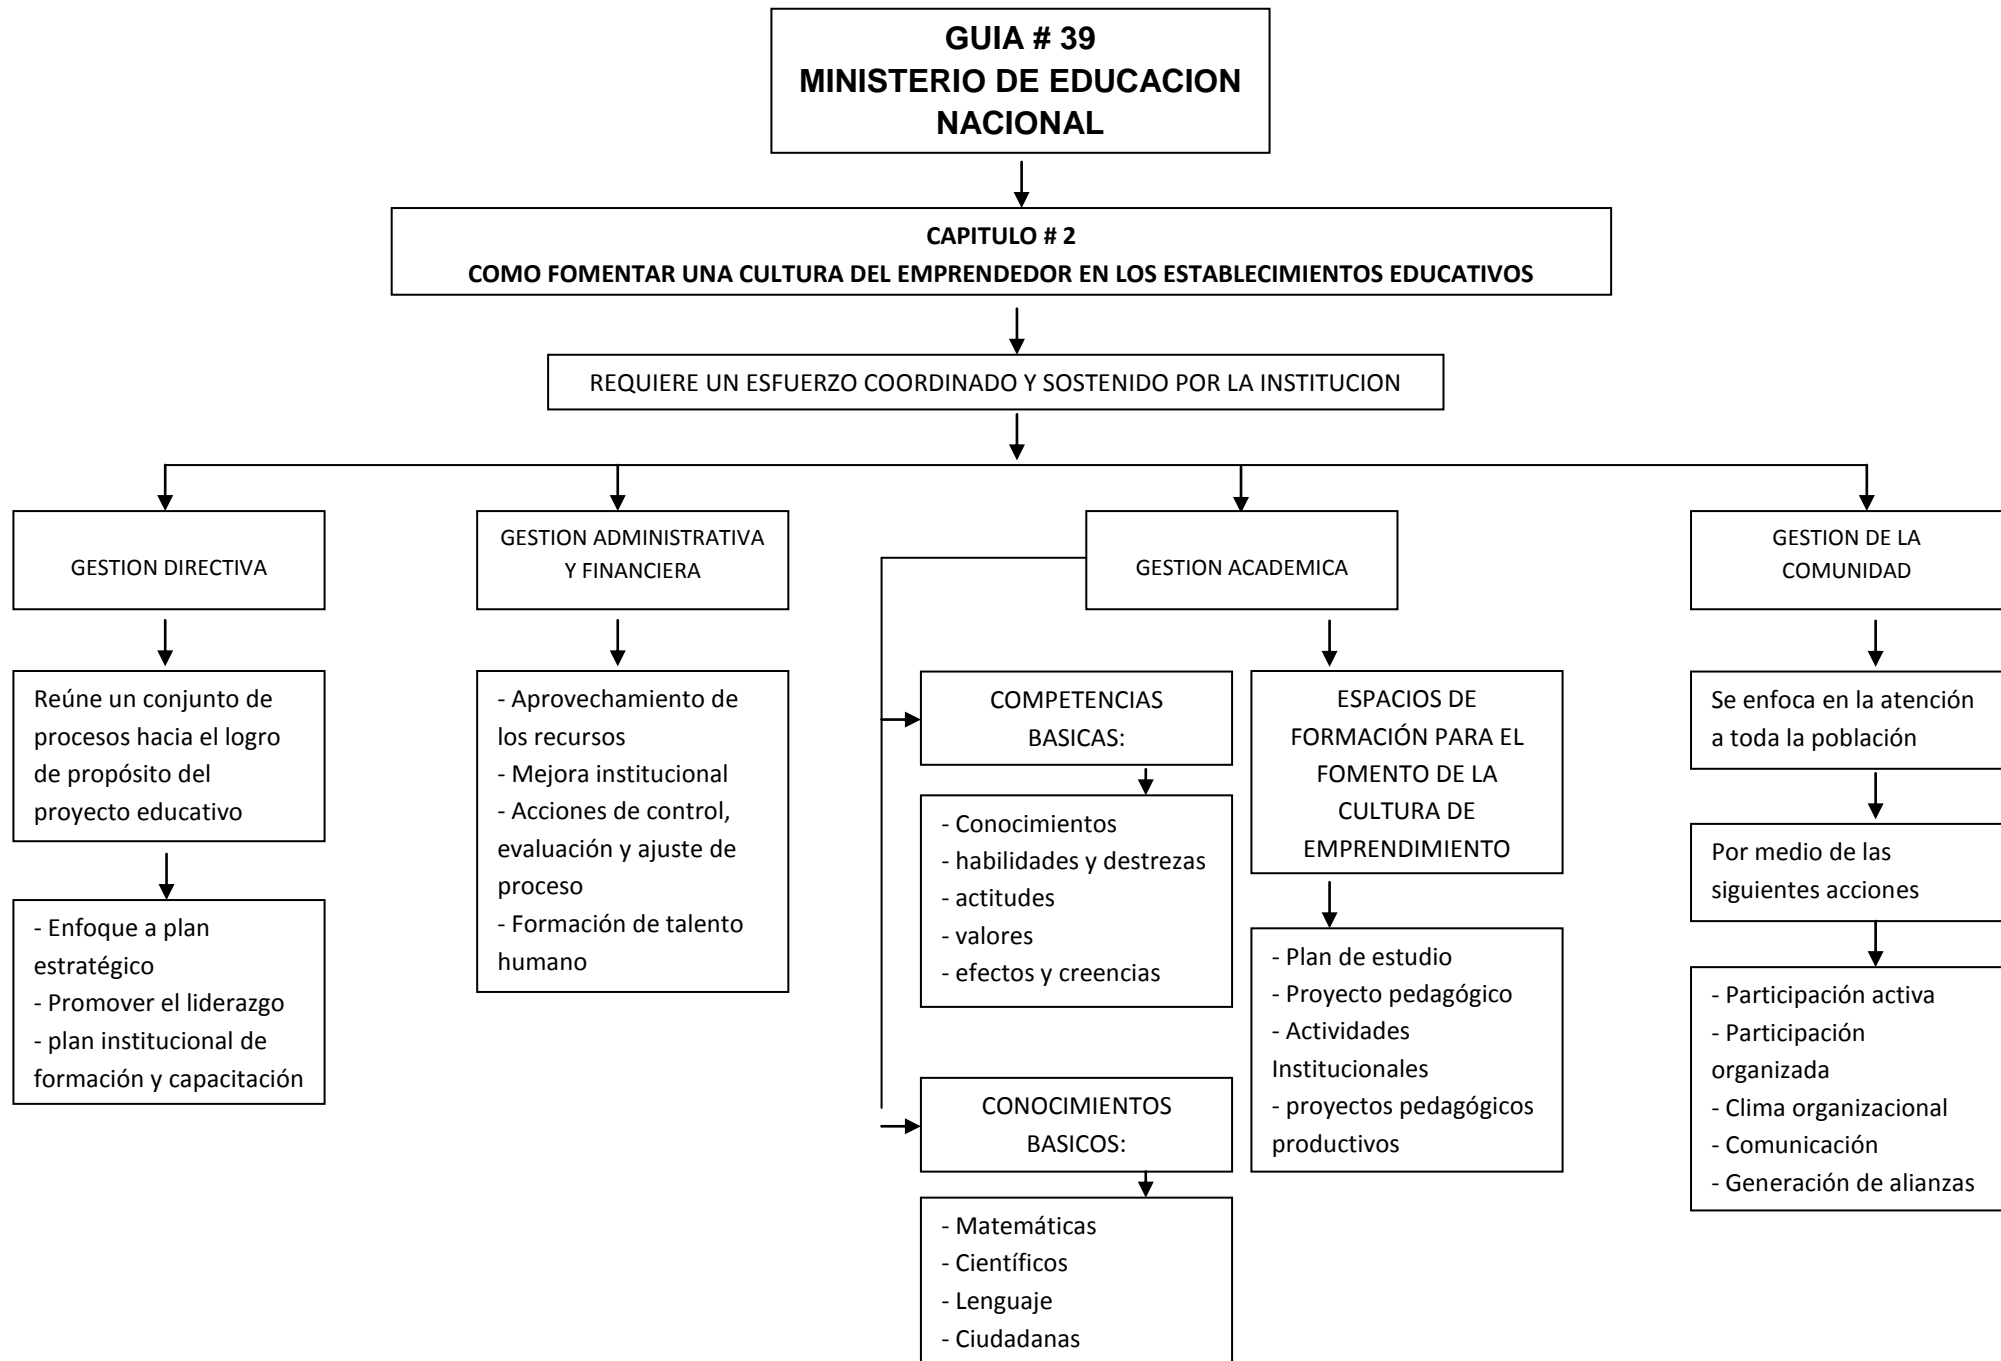 GUIA # 39
MINISTERIO DE EDUCACION
NACIONAL
CAPITULO # 2
COMO FOMENTAR UNA CULTURA DEL EMPRENDEDOR EN LOS ESTABLECIMIENTOS EDUCATIVOS
REQUIERE UN ESFUERZO COORDINADO Y SOSTENIDO POR LA INSTITUCION
GESTION DIRECTIVA
Reúne un conjunto de
procesos hacia el logro
de propósito del
proyecto educativo
- Enfoque a plan
estratégico
- Promover el liderazgo
- plan institucional de
formación y capacitación
GESTION ADMINISTRATIVA
Y FINANCIERA
- Aprovechamiento de
los recursos
- Mejora institucional
- Acciones de control,
evaluación y ajuste de
proceso
- Formación de talento
humano
GESTION ACADEMICA
COMPETENCIAS
BASICAS:
- Conocimientos
- habilidades y destrezas
- actitudes
- valores
- efectos y creencias
CONOCIMIENTOS
BASICOS:
- Matemáticas
- Científicos
- Lenguaje
- Ciudadanas
ESPACIOS DE
FORMACIÓN PARA EL
FOMENTO DE LA
CULTURA DE
EMPRENDIMIENTO
- Plan de estudio
- Proyecto pedagógico
- Actividades
Institucionales
- proyectos pedagógicos
productivos
GESTION DE LA
COMUNIDAD
Se enfoca en la atención
a toda la población
Por medio de las
siguientes acciones
- Participación activa
- Participación
organizada
- Clima organizacional
- Comunicación
- Generación de alianzas